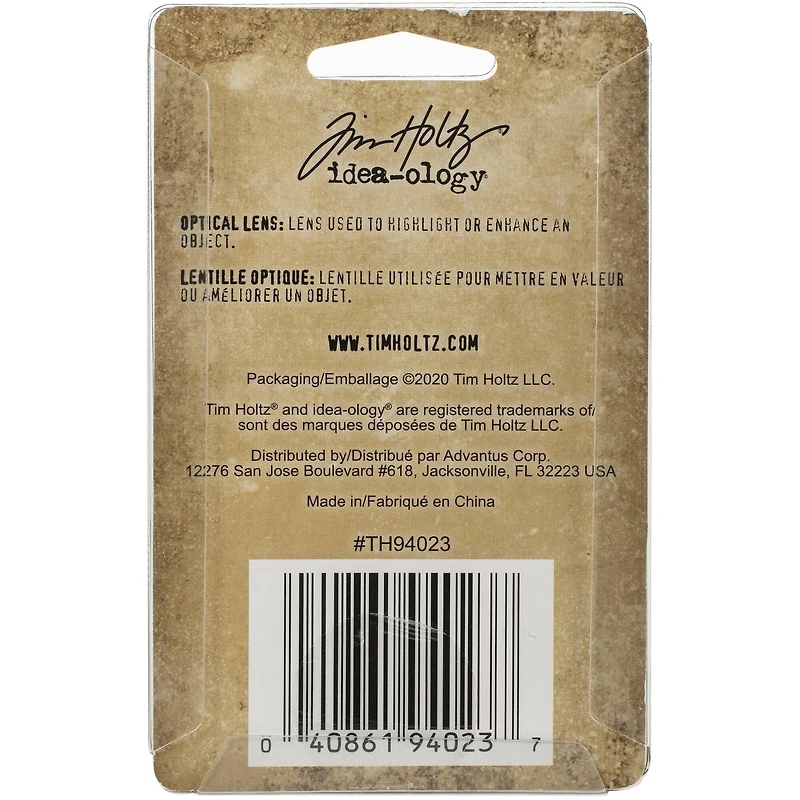 Tim Holtz
idea-ology
OPTICAL LENS: LENS USED TO HIGHLIGHT OR ENHANCE AN
OBJECT.
LENTILLE OPTIQUE: LENTILLE UTILISÉE POUR METTRE EN VALEUR
OU AMÉLIORER UN OBJET.
WWW.TIMHOLTZ.COM
Packaging/Emballage ©2020 Tim Holtz LLC.
Tim Holtz® and idea-ology® are registered trademarks of/
sont des marques déposées de Tim Holtz LLC.
Distributed by/Distribué par Advantus Corp.
12276 San Jose Boulevard #618, Jacksonville, FL 32223 USA
Made in/Fabriqué en China
#TH94023
0 40861 94023 7